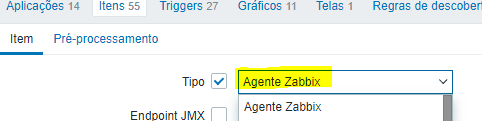 Aplicações 14 Itens 55 Triggers 27 Gráficos 11 Telas 1 Regras de descober
Item Pré-processamento
Tipo Agente Zabbix
Agente Zabbix
Endpoint JMX